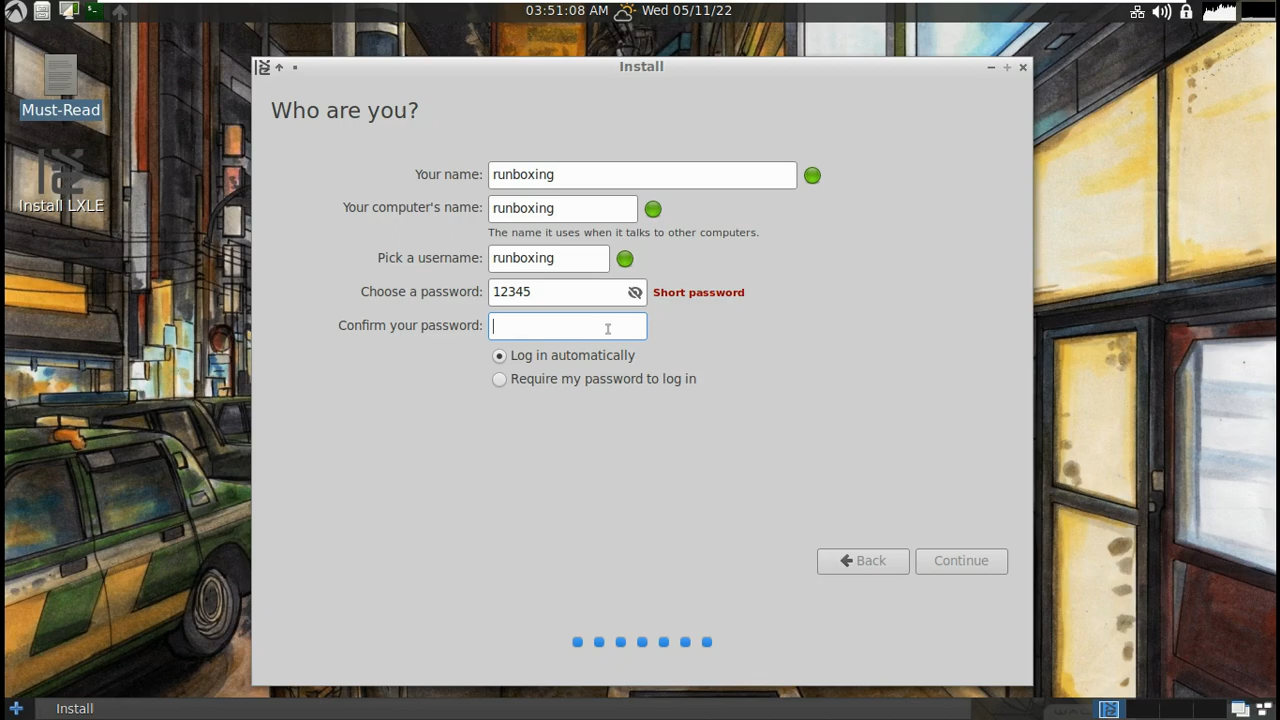 03:51:08 AM Wed 05/11/22
Install
Must-Read
Install LXLE
Who are you?
Your name: runboxing
Your computer's name: runboxing
The name it uses when it talks to other computers.
Pick a username: runboxing
Choose a password: 12345 Short password
Confirm your password:
Log in automatically
Require my password to log in
Back Continue
Install